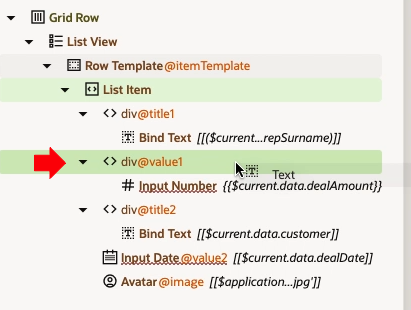 Grid Row
List View
Row Template @itemTemplate
List Item
div@title1
Bind Text [[($current...repSurname)]]
div@value1
Text
Input Number {{$current.data.dealAmount}}
div@title2
Bind Text [[$current.data.customer]]
Input Date @value2 [[$current.data.dealDate]]
Avatar @image [[$application...jpg']]